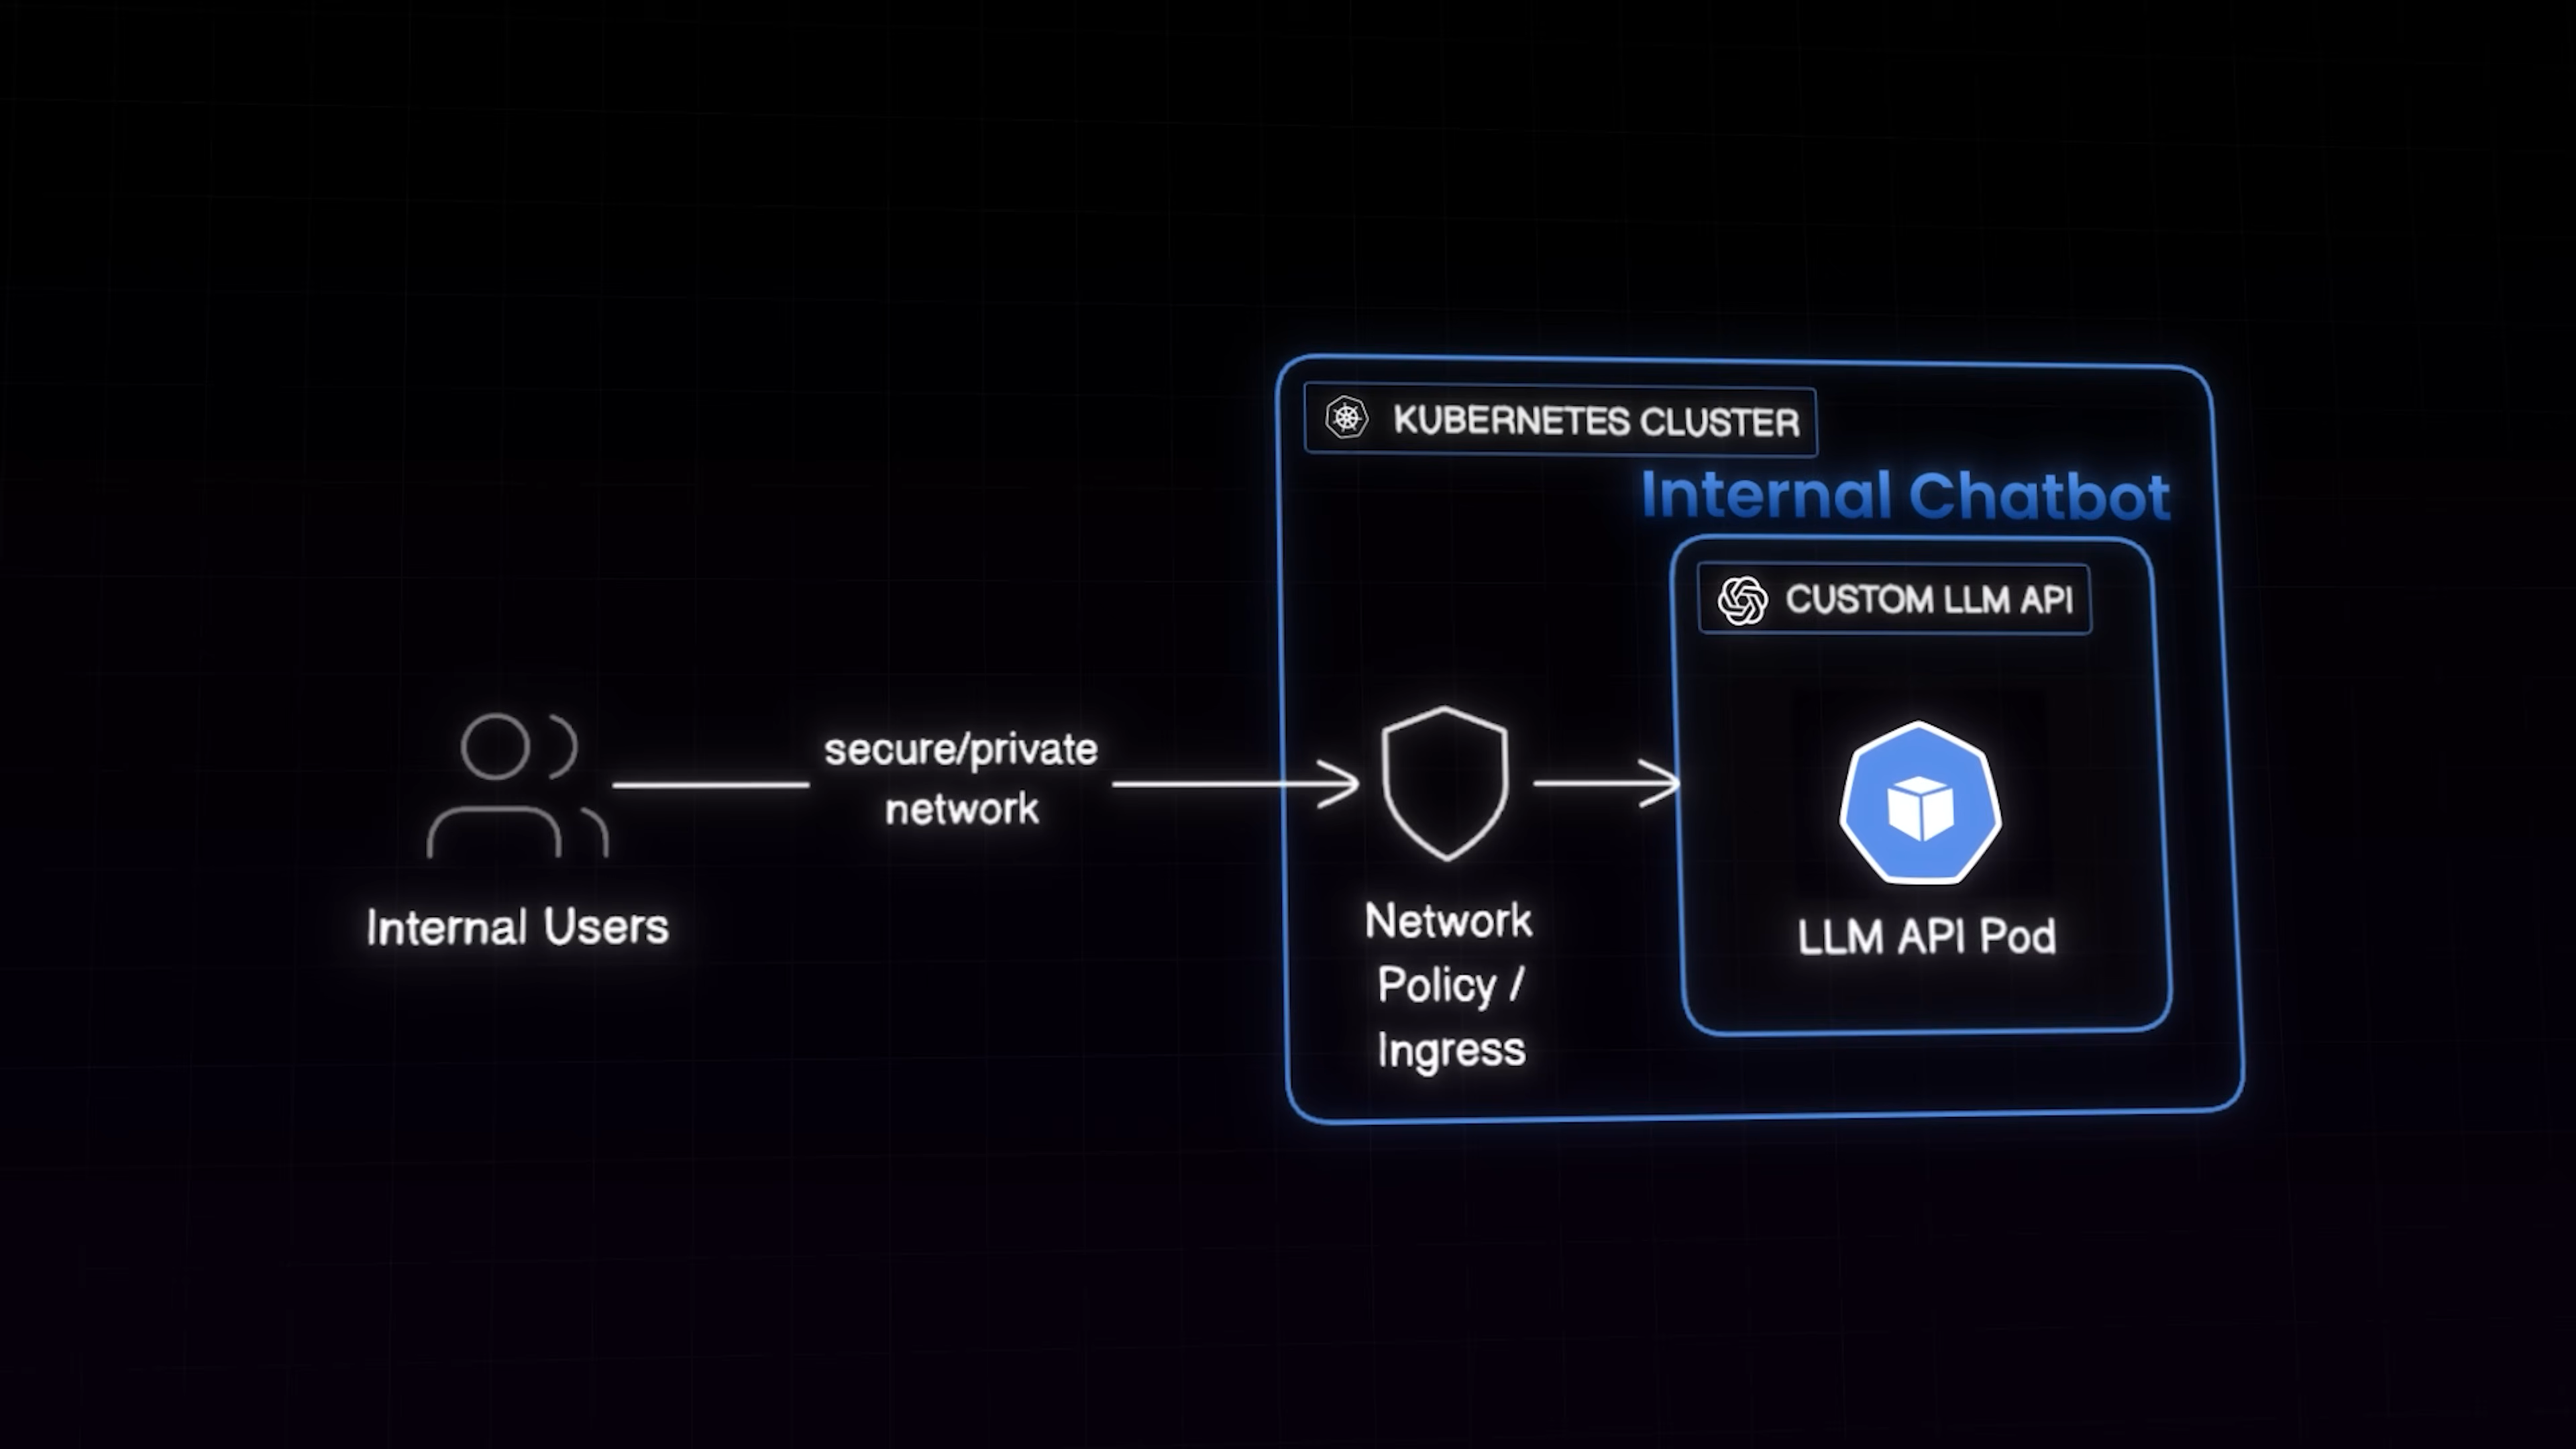 KUBERNETES CLUSTER
Internal Chatbot
CUSTOM LLM API
secure/private
network
Internal Users
Network
Policy /
Ingress
LLM API Pod